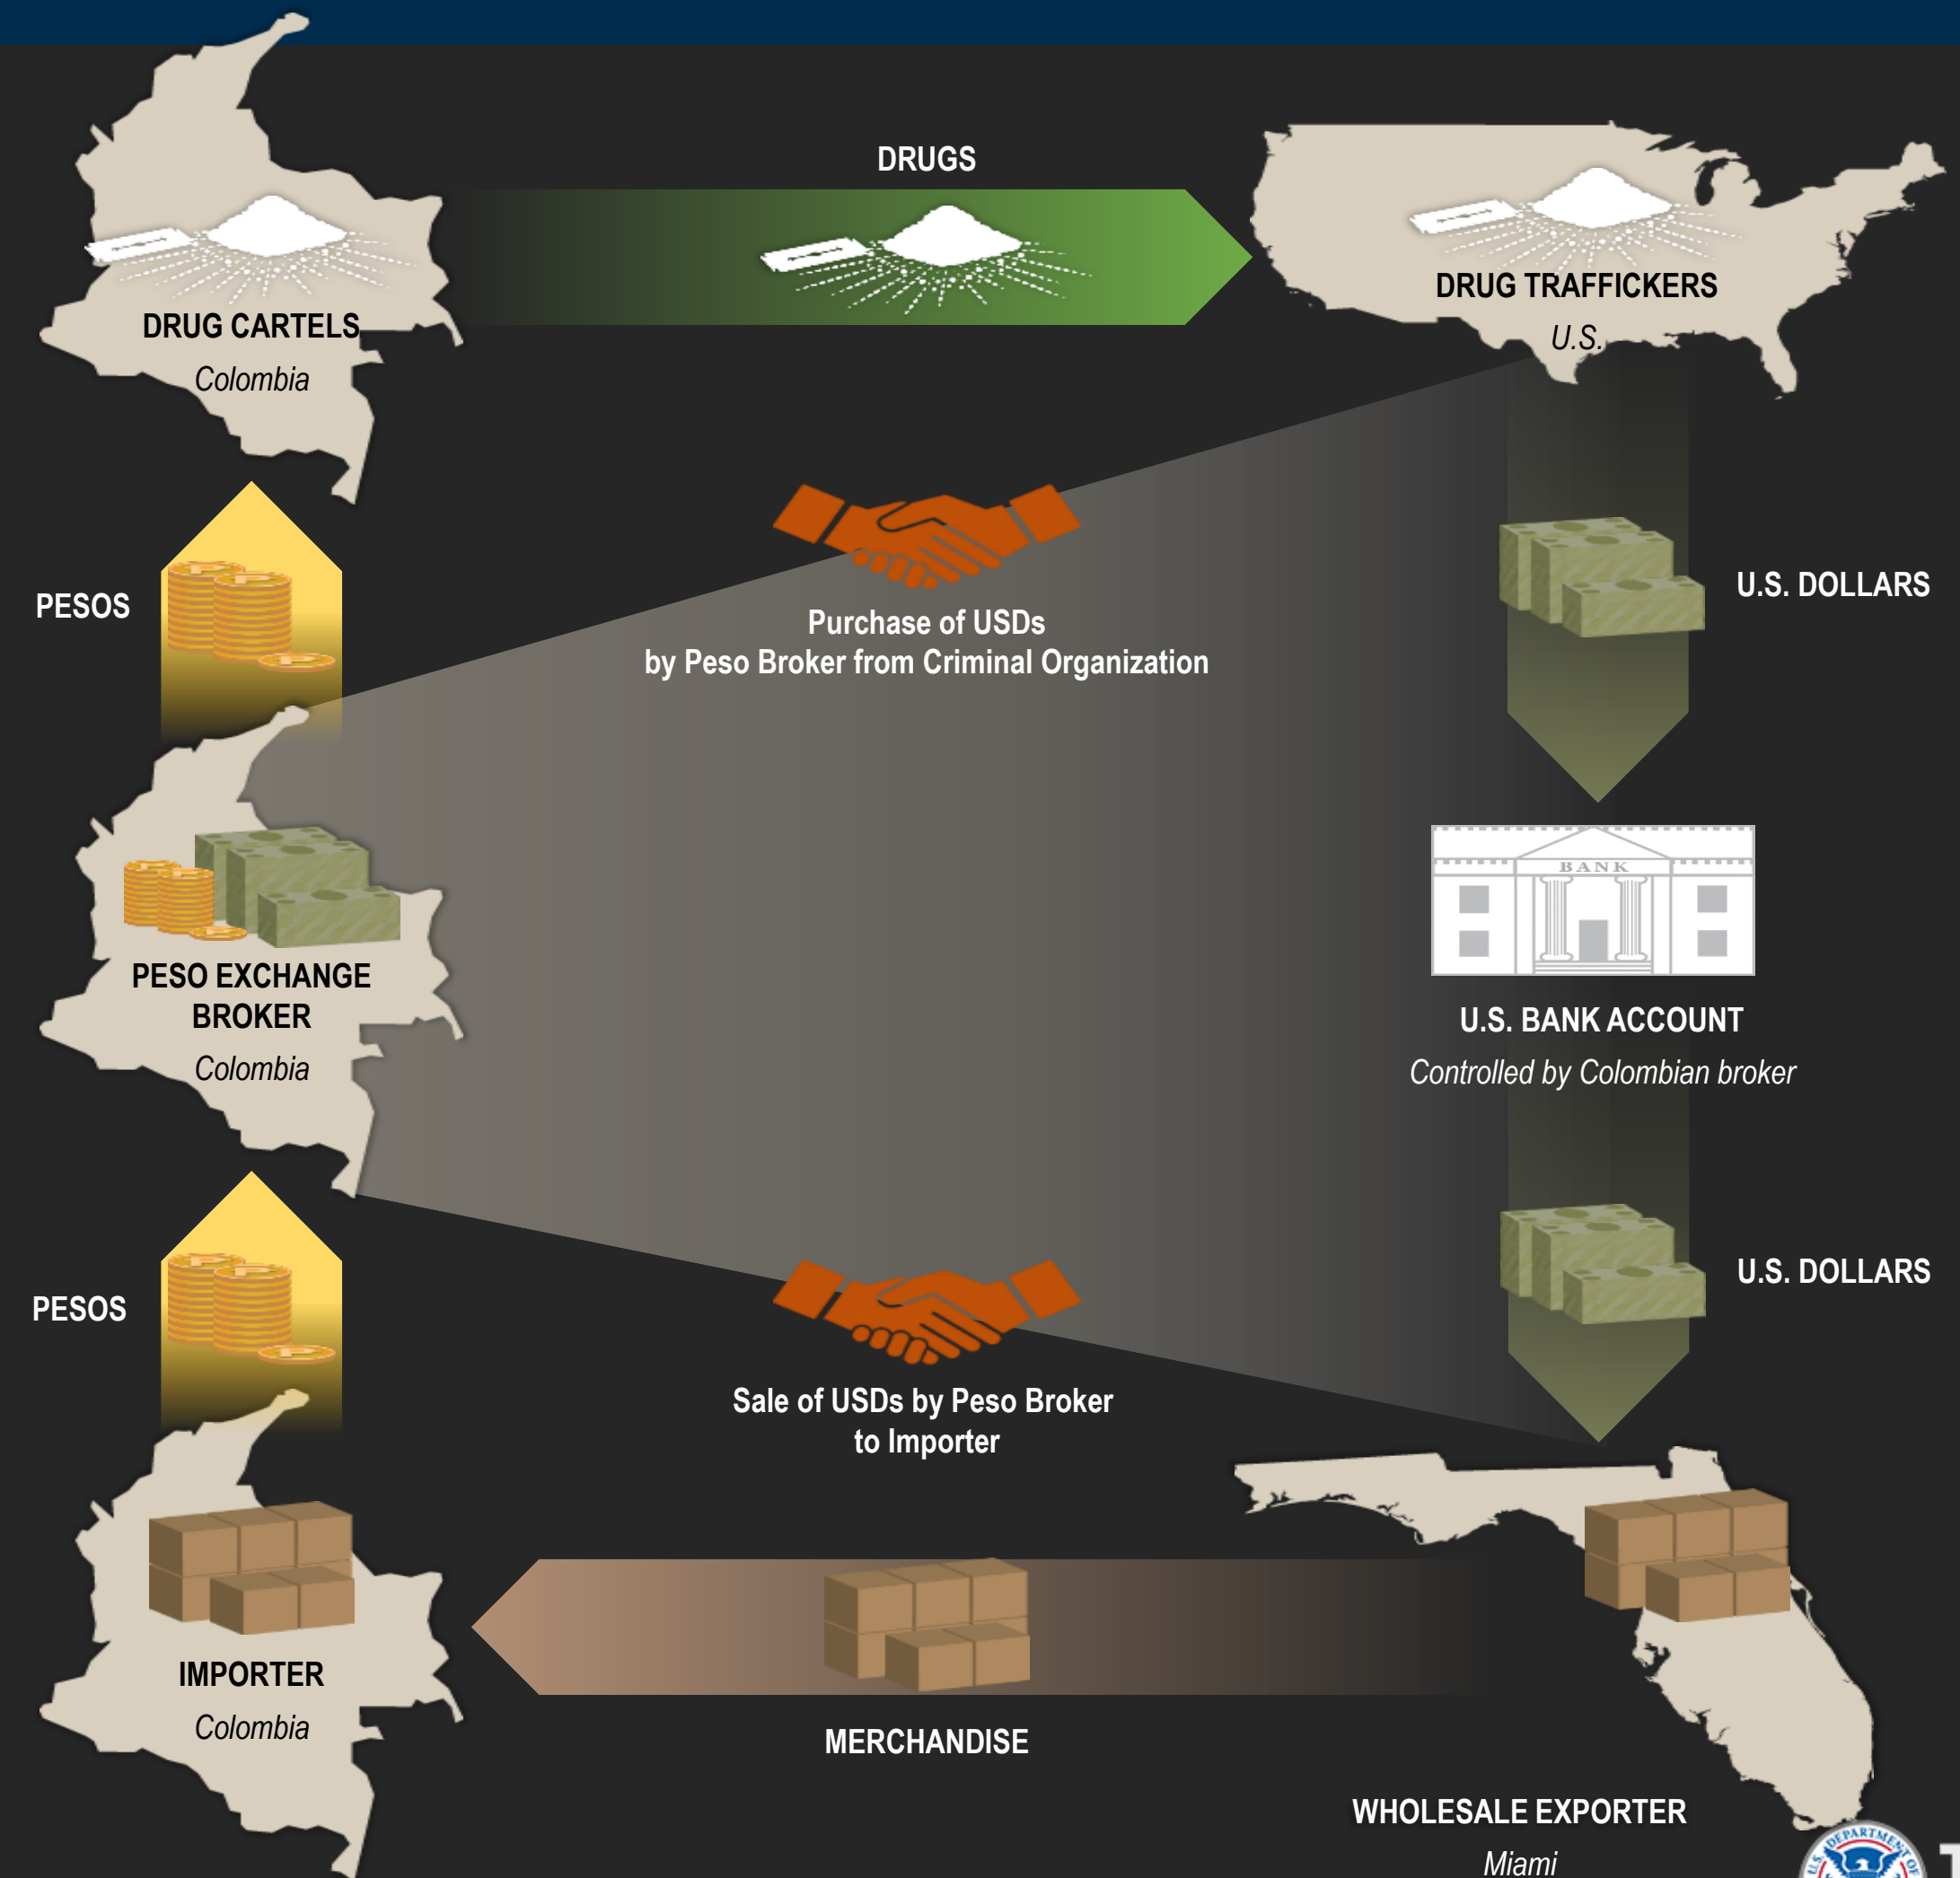 DRUGS
DRUG CARTELS
Colombia
DRUG TRAFFICKERS
U.S.
PESOS
Purchase of USDs
by Peso Broker from Criminal Organization
U.S. DOLLARS
PESO EXCHANGE
BROKER
Colombia
BANK
U.S. BANK ACCOUNT
Controlled by Colombian broker
PESOS
Sale of USDs by Peso Broker
to Importer
U.S. DOLLARS
IMPORTER
Colombia
MERCHANDISE
WHOLESALE EXPORTER
Miami
U.S. DEPARTMENT OF